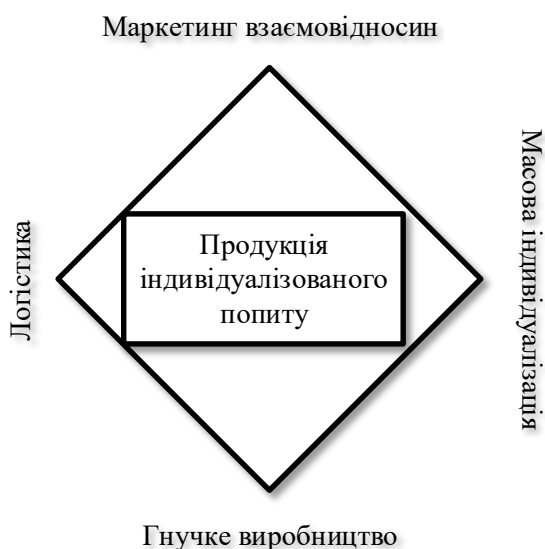 Маркетинг взаємовідносин
Логістика
Продукція
індивідуалізованого
попиту
Масова індивідуалізація
Гнучке виробництво